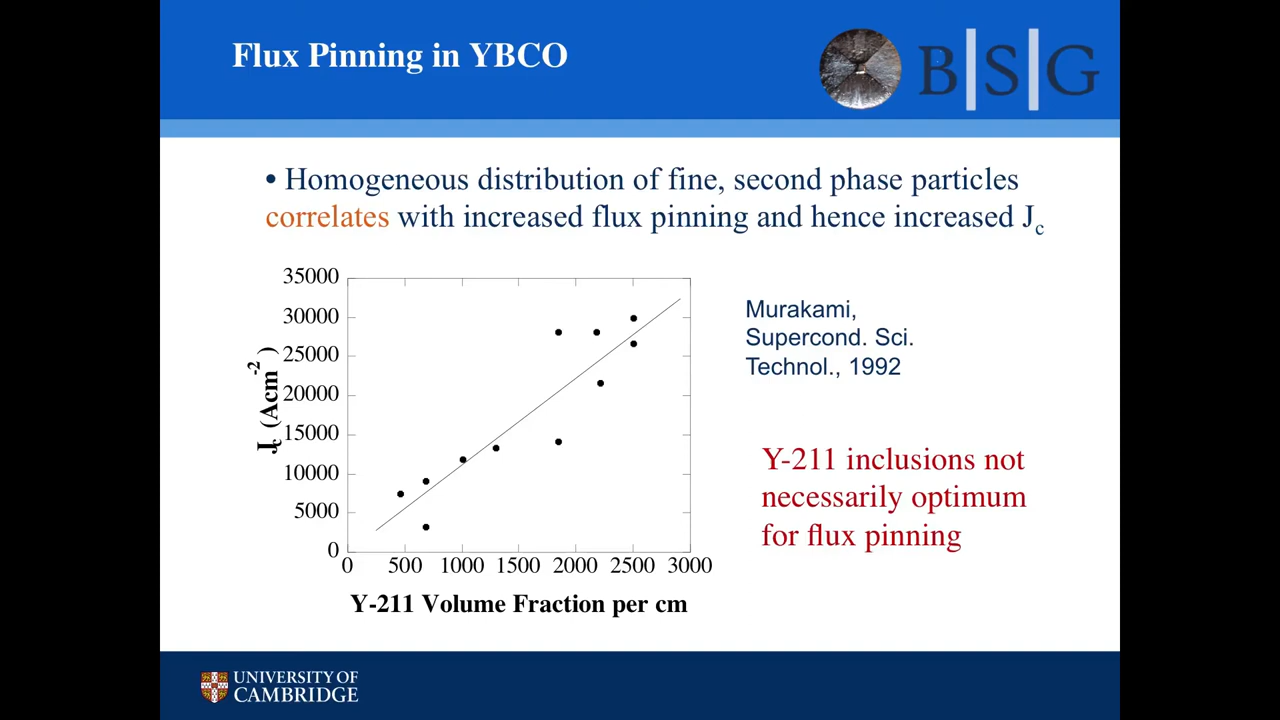 Flux Pinning in YBCO
B|S|G
• Homogeneous distribution of fine, second phase particles
correlates with increased flux pinning and hence increased Jc
35000
30000
25000
20000
15000
10000
5000
0
Jc (Acm-2)
0 500 1000 1500 2000 2500 3000
Y-211 Volume Fraction per cm
Murakami,
Supercond. Sci.
Technol., 1992
Y-211 inclusions not
necessarily optimum
for flux pinning
UNIVERSITY OF
CAMBRIDGE